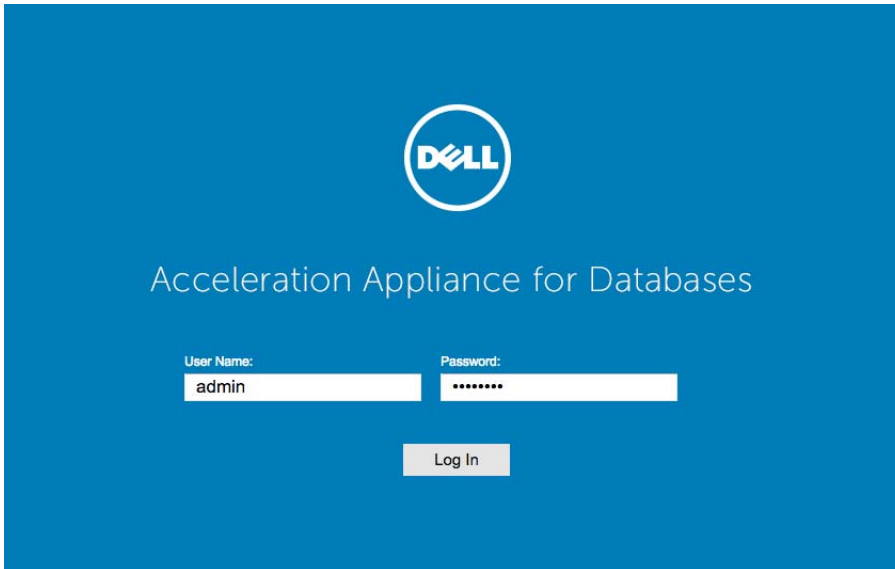 DELL
Acceleration Appliance for Databases
User Name: Password:
admin ••••••••
Log In